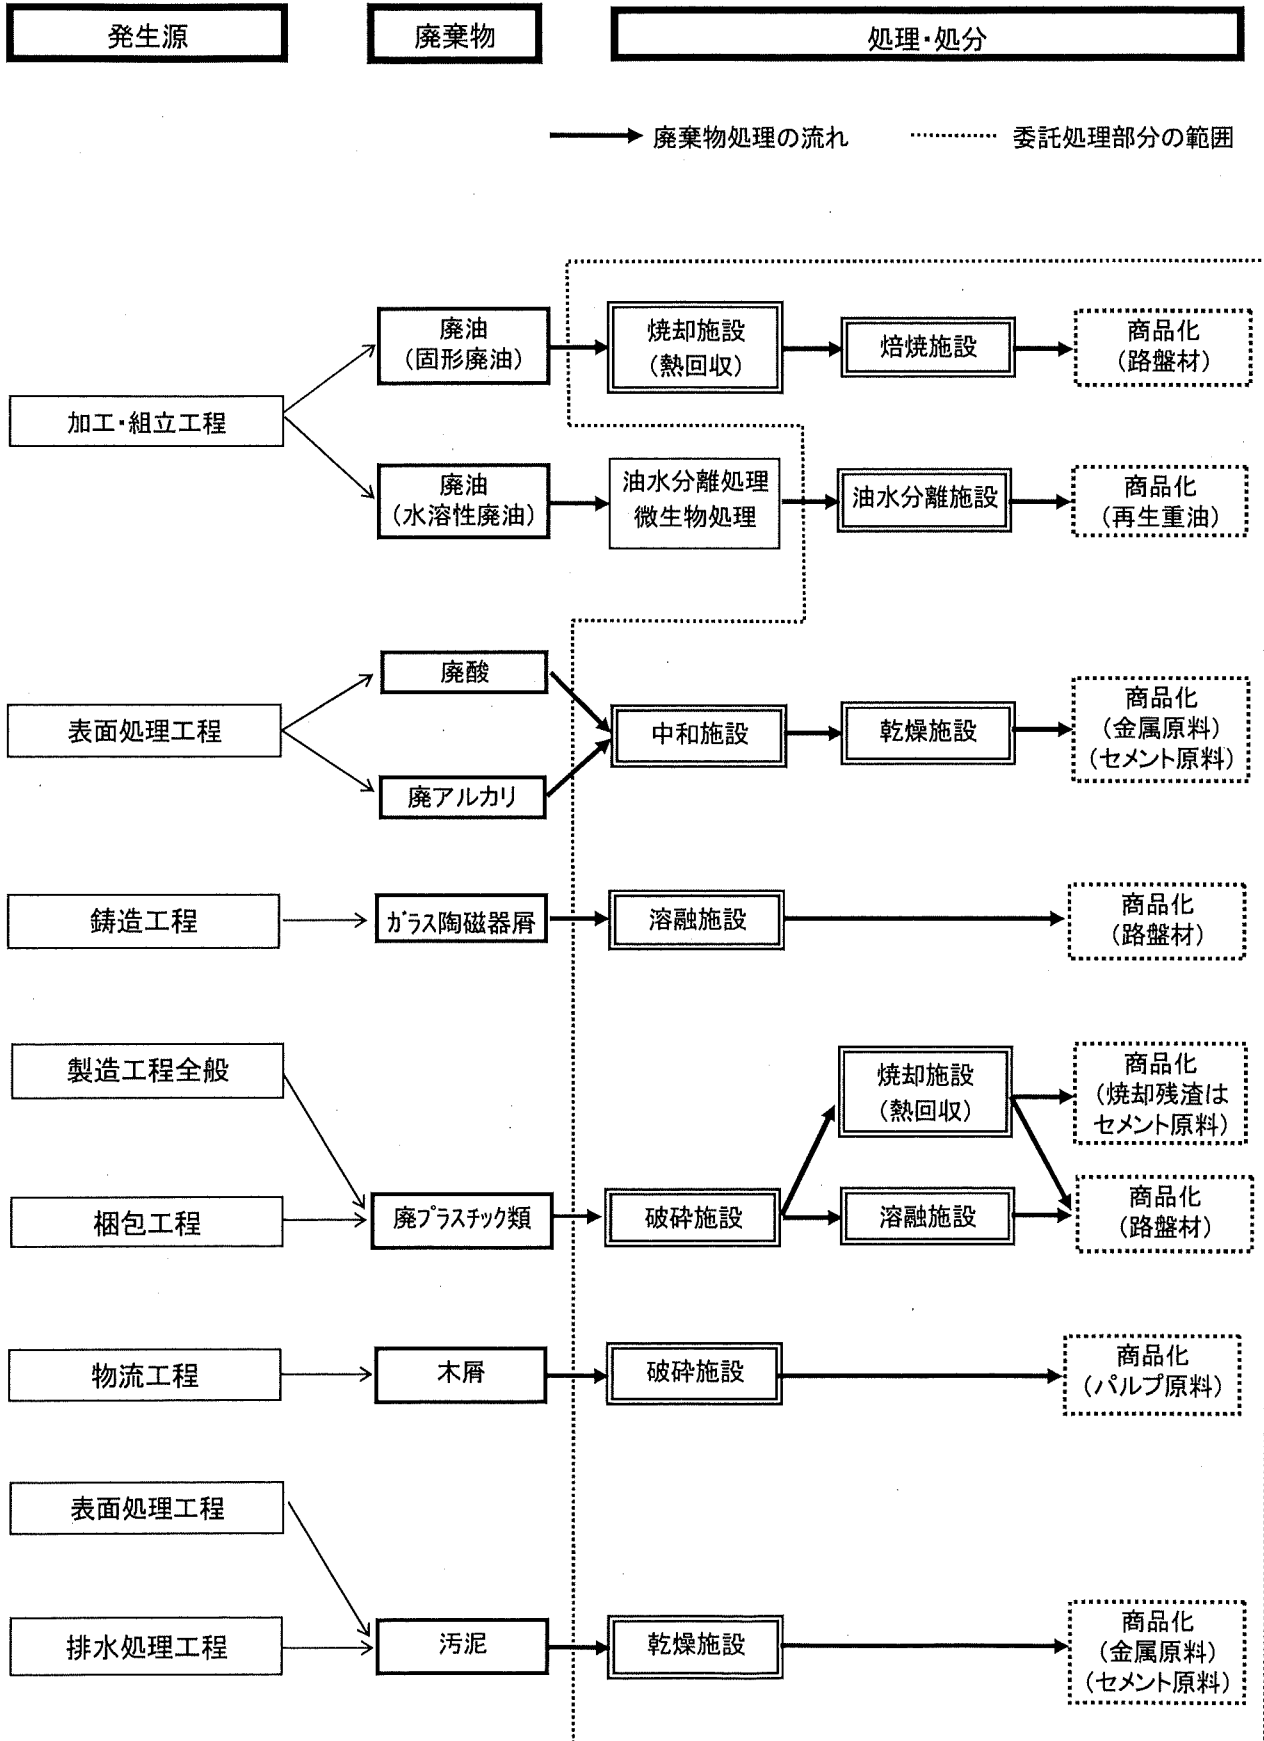 発生源
廃棄物
処理・処分
廃棄物処理の流れ
委託処理部分の範囲
加工・組立工程
廃油
(固形廃油)
焼却施設
(熱回収)
焙焼施設
商品化
(路盤材)
廃油
(水溶性廃油)
油水分離処理
微生物処理
油水分離施設
商品化
(再生重油)
表面処理工程
廃酸
廃アルカリ
中和施設
乾燥施設
商品化
(金属原料)
(セメント原料)
鋳造工程
ガラス陶磁器屑
溶融施設
商品化
(路盤材)
製造工程全般
梱包工程
廃プラスチック類
破砕施設
焼却施設
(熱回収)
溶融施設
商品化
(焼却残渣は
セメント原料)
商品化
(路盤材)
物流工程
木屑
破砕施設
商品化
(パルプ原料)
表面処理工程
排水処理工程
汚泥
乾燥施設
商品化
(金属原料)
(セメント原料)